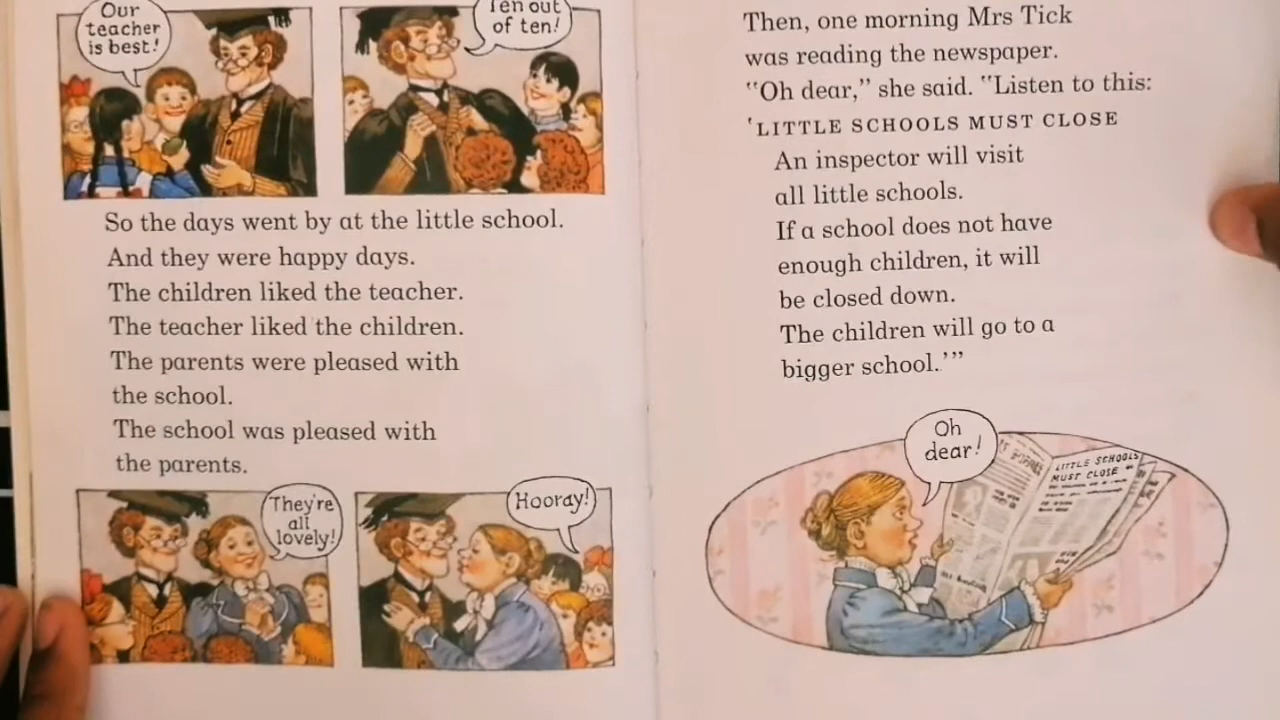 Our
teacher
is best!
Ten out
of ten!
So the days went by at the little school.
And they were happy days.
The children liked the teacher.
The teacher liked the children.
The parents were pleased with
the school.
The school was pleased with
the parents.
They're
all
lovely!
Hooray!
Then, one morning Mrs Tick
was reading the newspaper.
"Oh dear," she said. "Listen to this:
'LITTLE SCHOOLS MUST CLOSE
An inspector will visit
all little schools.
If a school does not have
enough children, it will
be closed down.
The children will go to a
bigger school.'"
Oh
dear!
LITTLE SCHOOLS
MUST CLOSE